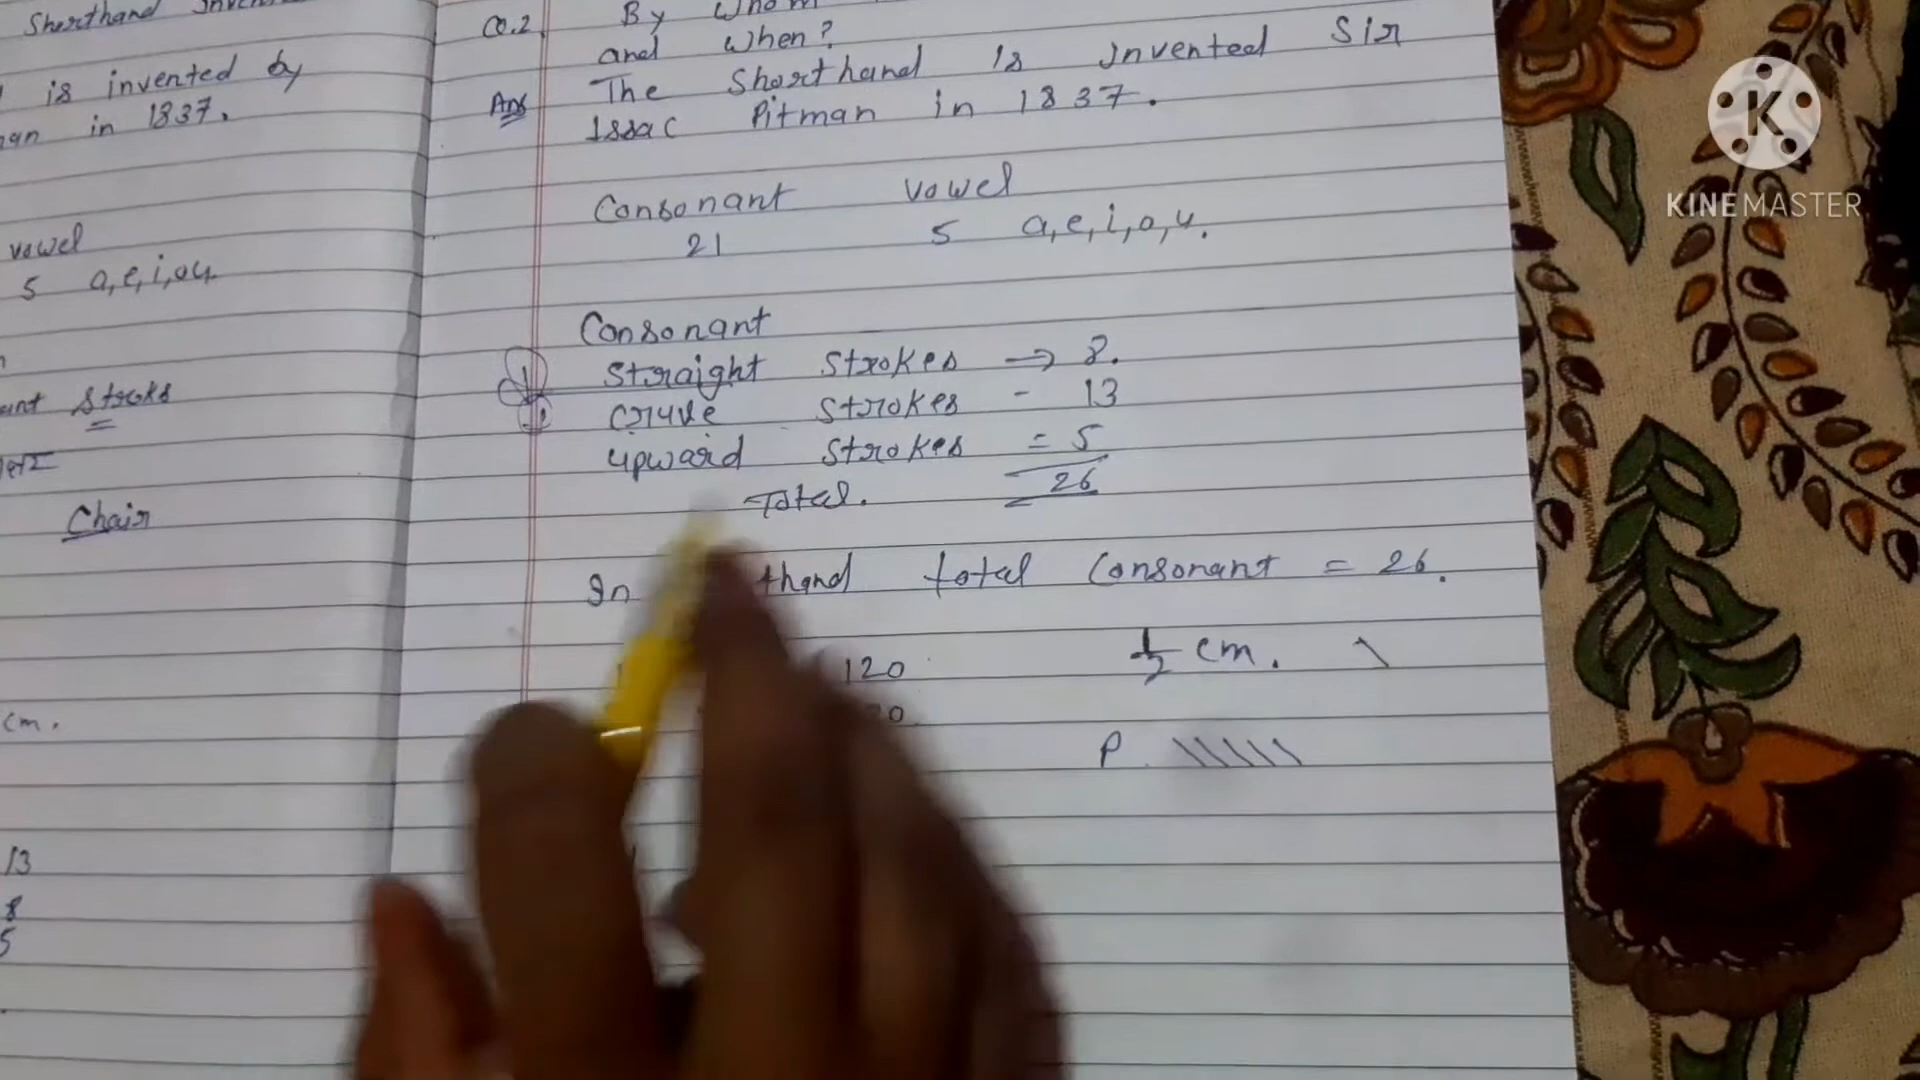 Shorthand
is invented by
in 1837.
vowel
5 a, e, i, o u,
Chair
cm.
13
8
5
Q.2. By Whom
and When?
Ans The Shorthand is invented Sir
Issac Pitman in 1837.
Consonant vowel
21 5 a, e, i, o, u.
Consonant
Straight Strokes → 8.
Cruve Strokes - 13
upward Strokes = 5
Total. 26
In thand total Consonant = 26.
120 1/2 cm. \
P. \\\\\
K
KINEMASTER